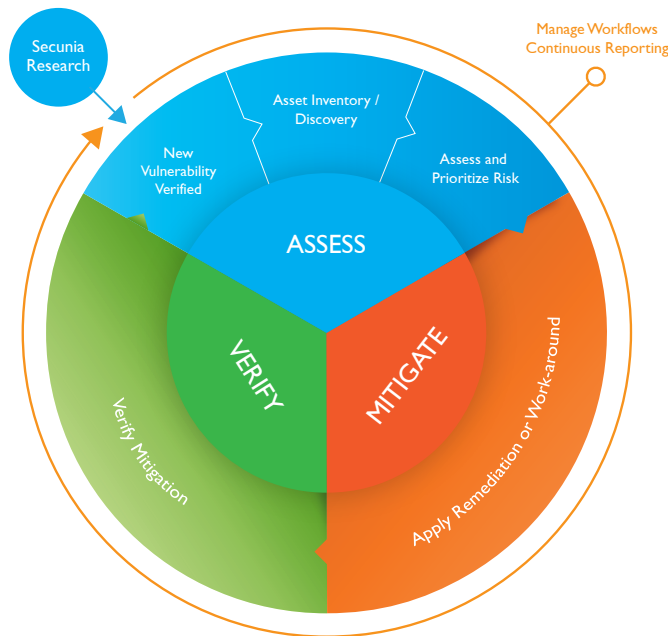 Secunia
Research
Manage Workflows
Continuous Reporting
Asset Inventory /
Discovery
New
Vulnerability
Verified
Assess and
Prioritize Risk
ASSESS
VERIFY
MITIGATE
Verify Mitigation
Apply Remediation or Work-around